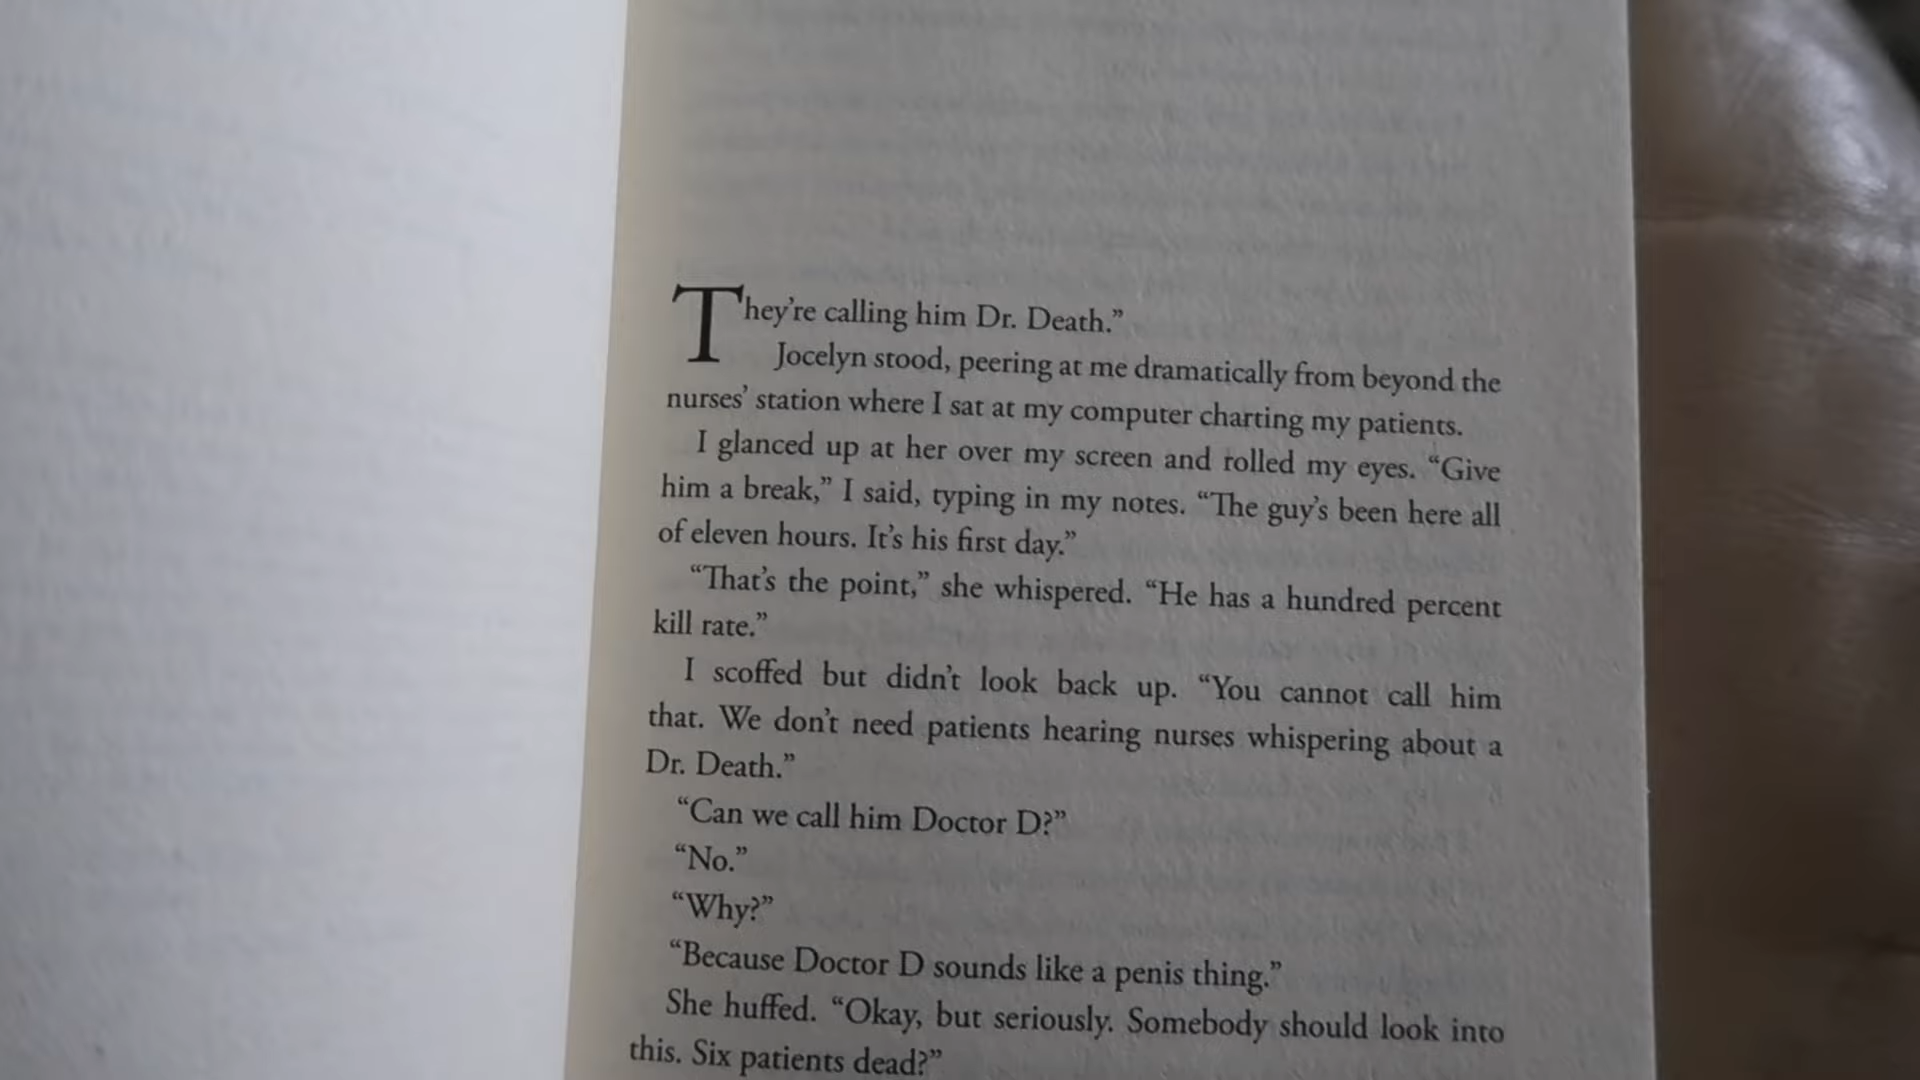 They’re calling him Dr. Death.”
Jocelyn stood, peering at me dramatically from beyond the
nurses’ station where I sat at my computer charting my patients.
I glanced up at her over my screen and rolled my eyes. “Give
him a break,” I said, typing in my notes. “The guy’s been here all
of eleven hours. It’s his first day.”
“That’s the point,” she whispered. “He has a hundred percent
kill rate.”
I scoffed but didn’t look back up. “You cannot call him
that. We don’t need patients hearing nurses whispering about a
Dr. Death.”
“Can we call him Doctor D?”
“No.”
“Why?”
“Because Doctor D sounds like a penis thing.”
She huffed. “Okay, but seriously. Somebody should look into
this. Six patients dead?”